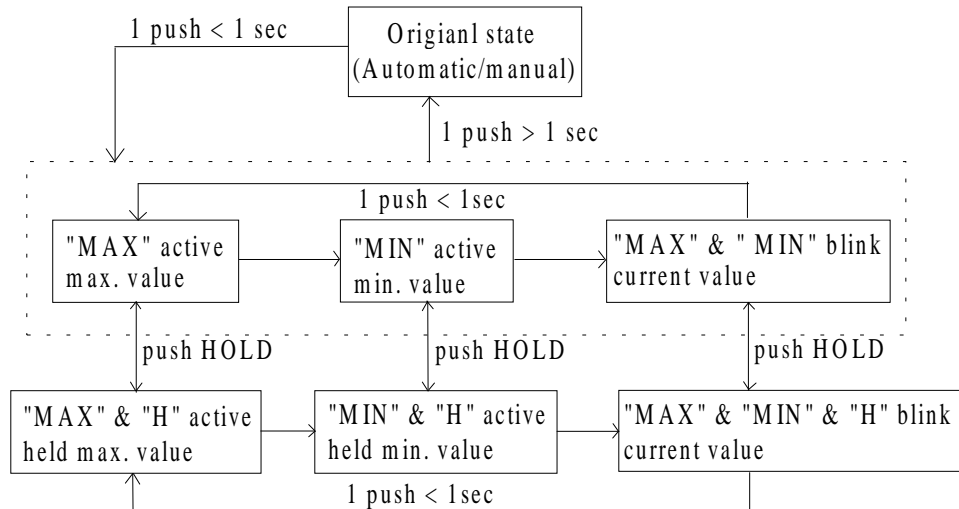 1 push < 1 sec
Origianl state
(Automatic/manual)
1 push > 1 sec
1 push < 1sec
"MAX" active
max. value
"MIN" active
min. value
"MAX" & " MIN" blink
current value
push HOLD
push HOLD
push HOLD
"MAX" & "H" active
held max. value
"MIN" & "H" active
held min. value
"MAX" & "MIN" & "H" blink
current value
1 push < 1sec